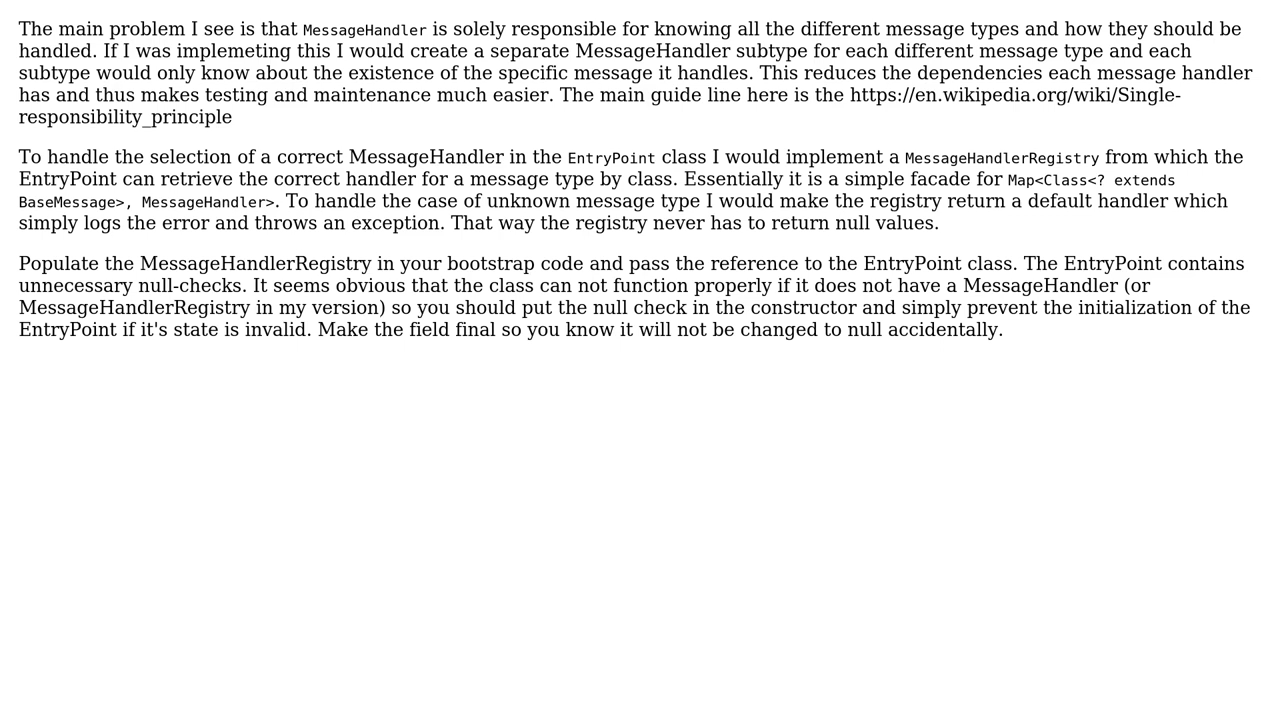 The main problem I see is that MessageHandler is solely responsible for knowing all the different message types and how they should be
handled. If I was implemeting this I would create a separate MessageHandler subtype for each different message type and each
subtype would only know about the existence of the specific message it handles. This reduces the dependencies each message handler
has and thus makes testing and maintenance much easier. The main guide line here is the https://en.wikipedia.org/wiki/Single-
responsibility_principle
To handle the selection of a correct MessageHandler in the EntryPoint class I would implement a MessageHandlerRegistry from which the
EntryPoint can retrieve the correct handler for a message type by class. Essentially it is a simple facade for Map<Class<? extends
BaseMessage>, MessageHandler>. To handle the case of unknown message type I would make the registry return a default handler which
simply logs the error and throws an exception. That way the registry never has to return null values.
Populate the MessageHandlerRegistry in your bootstrap code and pass the reference to the EntryPoint class. The EntryPoint contains
unnecessary null-checks. It seems obvious that the class can not function properly if it does not have a MessageHandler (or
MessageHandlerRegistry in my version) so you should put the null check in the constructor and simply prevent the initialization of the
EntryPoint if it's state is invalid. Make the field final so you know it will not be changed to null accidentally.